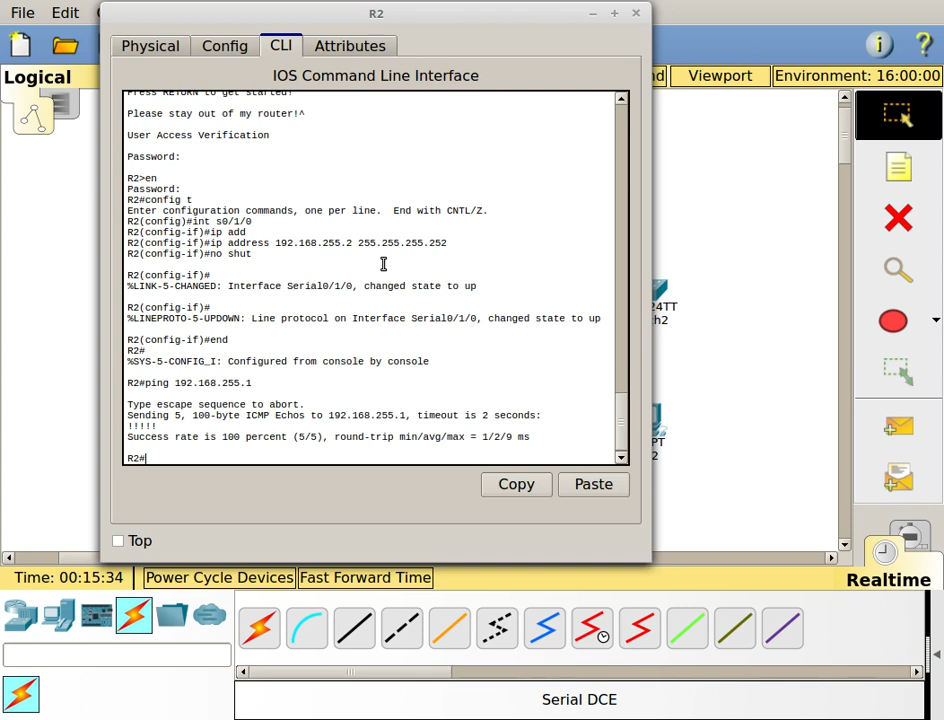 File Edit
R2
Physical Config CLI Attributes
Logical
nd Viewport Environment: 16:00:00
IOS Command Line Interface
Press RETURN to get started!
Please stay out of my router!^
User Access Verification
Password:
R2>en
Password:
R2#config t
Enter configuration commands, one per line. End with CNTL/Z.
R2(config)#int s0/1/0
R2(config-if)#ip add
R2(config-if)#ip address 192.168.255.2 255.255.255.252
R2(config-if)#no shut
R2(config-if)#
%LINK-5-CHANGED: Interface Serial0/1/0, changed state to up
R2(config-if)#
%LINEPROTO-5-UPDOWN: Line protocol on Interface Serial0/1/0, changed state to up
R2(config-if)#end
R2#
%SYS-5-CONFIG_I: Configured from console by console
R2#ping 192.168.255.1
Type escape sequence to abort.
Sending 5, 100-byte ICMP Echos to 192.168.255.1, timeout is 2 seconds:
!!!!!
Success rate is 100 percent (5/5), round-trip min/avg/max = 1/2/9 ms
R2#
24TT
ch2
PT
2
Copy Paste
Top
Time: 00:15:34 Power Cycle Devices Fast Forward Time
Realtime
Serial DCE